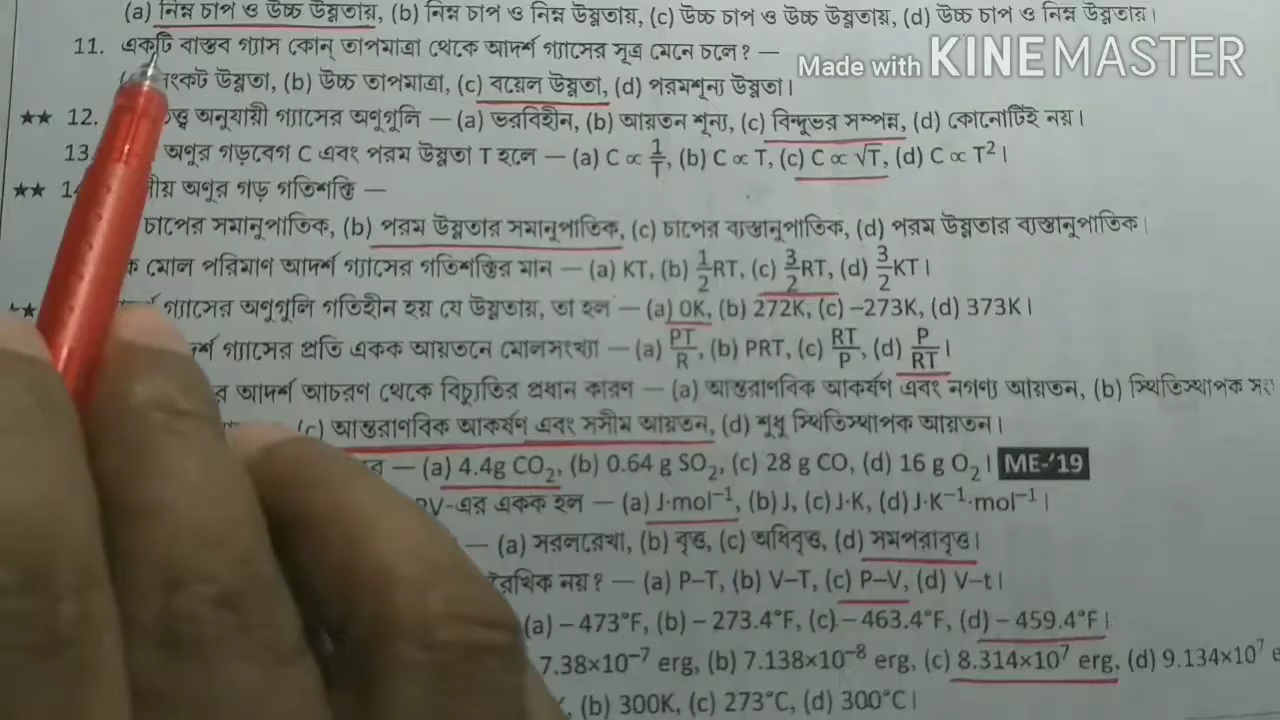 (a) নিম্ন চাপ ও উচ্চ উষ্ণতায়, (b) নিম্ন চাপ ও নিম্ন উষ্ণতায়, (c) উচ্চ চাপ ও উচ্চ উষ্ণতায়, (d) উচ্চ চাপ ও নিম্ন উষ্ণতায়।
11. একটি বাস্তব গ্যাস কোন্ তাপমাত্রা থেকে আদর্শ গ্যাসের সূত্র মেনে চলে? —
Made with KINEMASTER
উষ্ণতা, (b) উচ্চ তাপমাত্রা, (c) বয়েল উষ্ণতা, (d) পরমশূন্য উষ্ণতা।
★★ 12. অনুযায়ী গ্যাসের অণুগুলি — (a) ভরবিহীন, (b) আয়তন শূন্য, (c) বিন্দুভর সম্পন্ন, (d) কোনোটিই নয়।
13. অণুর গড়বেগ C এবং পরম উষ্ণতা T হলে — (a) C ∝ 1/T, (b) C ∝ T, (c) C ∝ √T, (d) C ∝ T²।
★★ অণুর গড় গতিশক্তি —
চাপের সমানুপাতিক, (b) পরম উষ্ণতার সমানুপাতিক, (c) চাপের ব্যস্তানুপাতিক, (d) পরম উষ্ণতার ব্যস্তানুপাতিক।
মোল পরিমাণ আদর্শ গ্যাসের গতিশক্তির মান — (a) KT, (b) 1/2 RT, (c) 3/2 RT, (d) 3/2 KT।
গ্যাসের অণুগুলি গতিহীন হয় যে উষ্ণতায়, তা হল — (a) 0K, (b) 272K, (c) –273K, (d) 373K।
গ্যাসের প্রতি একক আয়তনে মোলসংখ্যা — (a) PT/R, (b) PRT, (c) RT/P, (d) P/RT।
আদর্শ আচরণ থেকে বিচ্যুতির প্রধান কারণ — (a) আন্তরাণবিক আকর্ষণ এবং নগণ্য আয়তন, (b) স্থিতিস্থাপক
(c) আন্তরাণবিক আকর্ষণ এবং সসীম আয়তন, (d) শুধু স্থিতিস্থাপক আয়তন।
— (a) 4.4g CO₂, (b) 0.64 g SO₂, (c) 28 g CO, (d) 16 g O₂। ME-'19
PV-এর একক হল — (a) J·mol⁻¹, (b) J, (c) J·K, (d) J·K⁻¹·mol⁻¹।
— (a) সরলরেখা, (b) বৃত্ত, (c) অধিবৃত্ত, (d) সমপরাবৃত্ত।
নয়? — (a) P–T, (b) V–T, (c) P–V, (d) V–t।
(a) – 473°F, (b) – 273.4°F, (c) – 463.4°F, (d) – 459.4°F।
7.38×10⁻⁷ erg, (b) 7.138×10⁻⁸ erg, (c) 8.314×10⁷ erg, (d) 9.134×10⁷
(b) 300K, (c) 273°C, (d) 300°C।